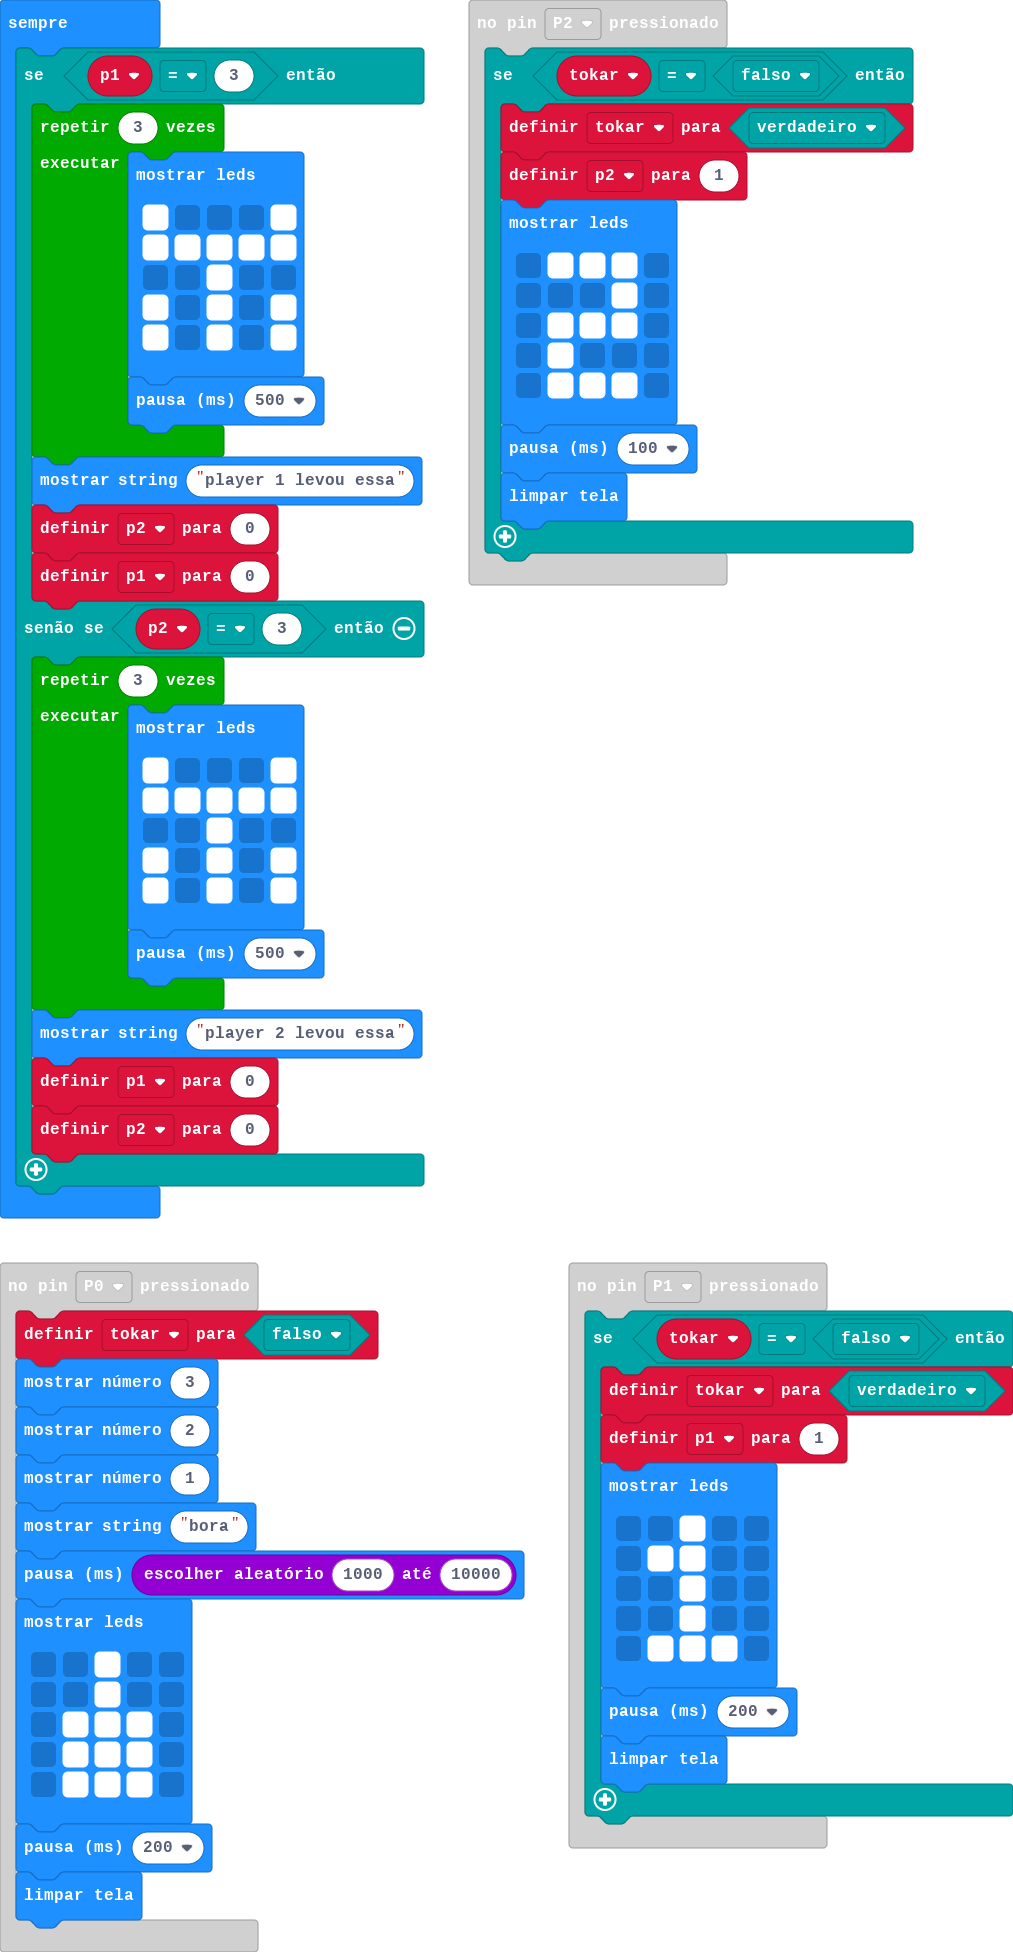 sempre
se p1 = 3 então
repetir 3 vezes
executar
mostrar leds
pausa (ms) 500
mostrar string "player 1 levou essa"
definir p2 para 0
definir p1 para 0
senão se p2 = 3 então
repetir 3 vezes
executar
mostrar leds
pausa (ms) 500
mostrar string "player 2 levou essa"
definir p1 para 0
definir p2 para 0
no pin P2 pressionado
se tokar = falso então
definir tokar para verdadeiro
definir p2 para 1
mostrar leds
pausa (ms) 100
limpar tela
no pin P0 pressionado
definir tokar para falso
mostrar número 3
mostrar número 2
mostrar número 1
mostrar string "bora"
pausa (ms) escolher aleatório 1000 até 10000
mostrar leds
pausa (ms) 200
limpar tela
no pin P1 pressionado
se tokar = falso então
definir tokar para verdadeiro
definir p1 para 1
mostrar leds
pausa (ms) 200
limpar tela